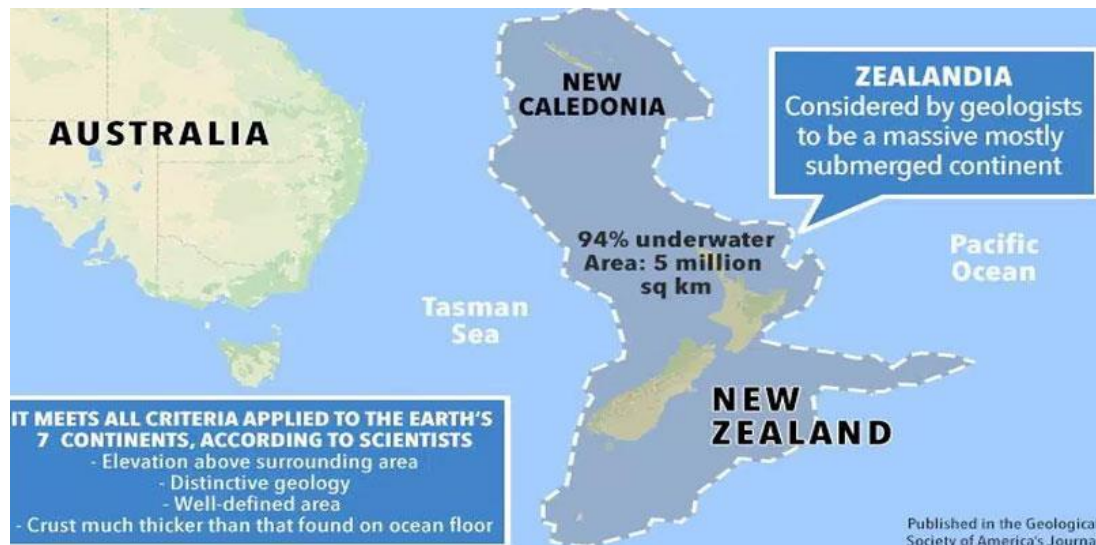 AUSTRALIA
NEW
CALEDONIA
ZEALANDIA
Considered by geologists
to be a massive mostly
submerged continent
94% underwater
Area: 5 million
sq km
Pacific
Ocean
Tasman
Sea
NEW
ZEALAND
IT MEETS ALL CRITERIA APPLIED TO THE EARTH'S
7 CONTINENTS, ACCORDING TO SCIENTISTS
- Elevation above surrounding area
- Distinctive geology
- Well-defined area
- Crust much thicker than that found on ocean floor
Published in the Geological
Society of America's Journa